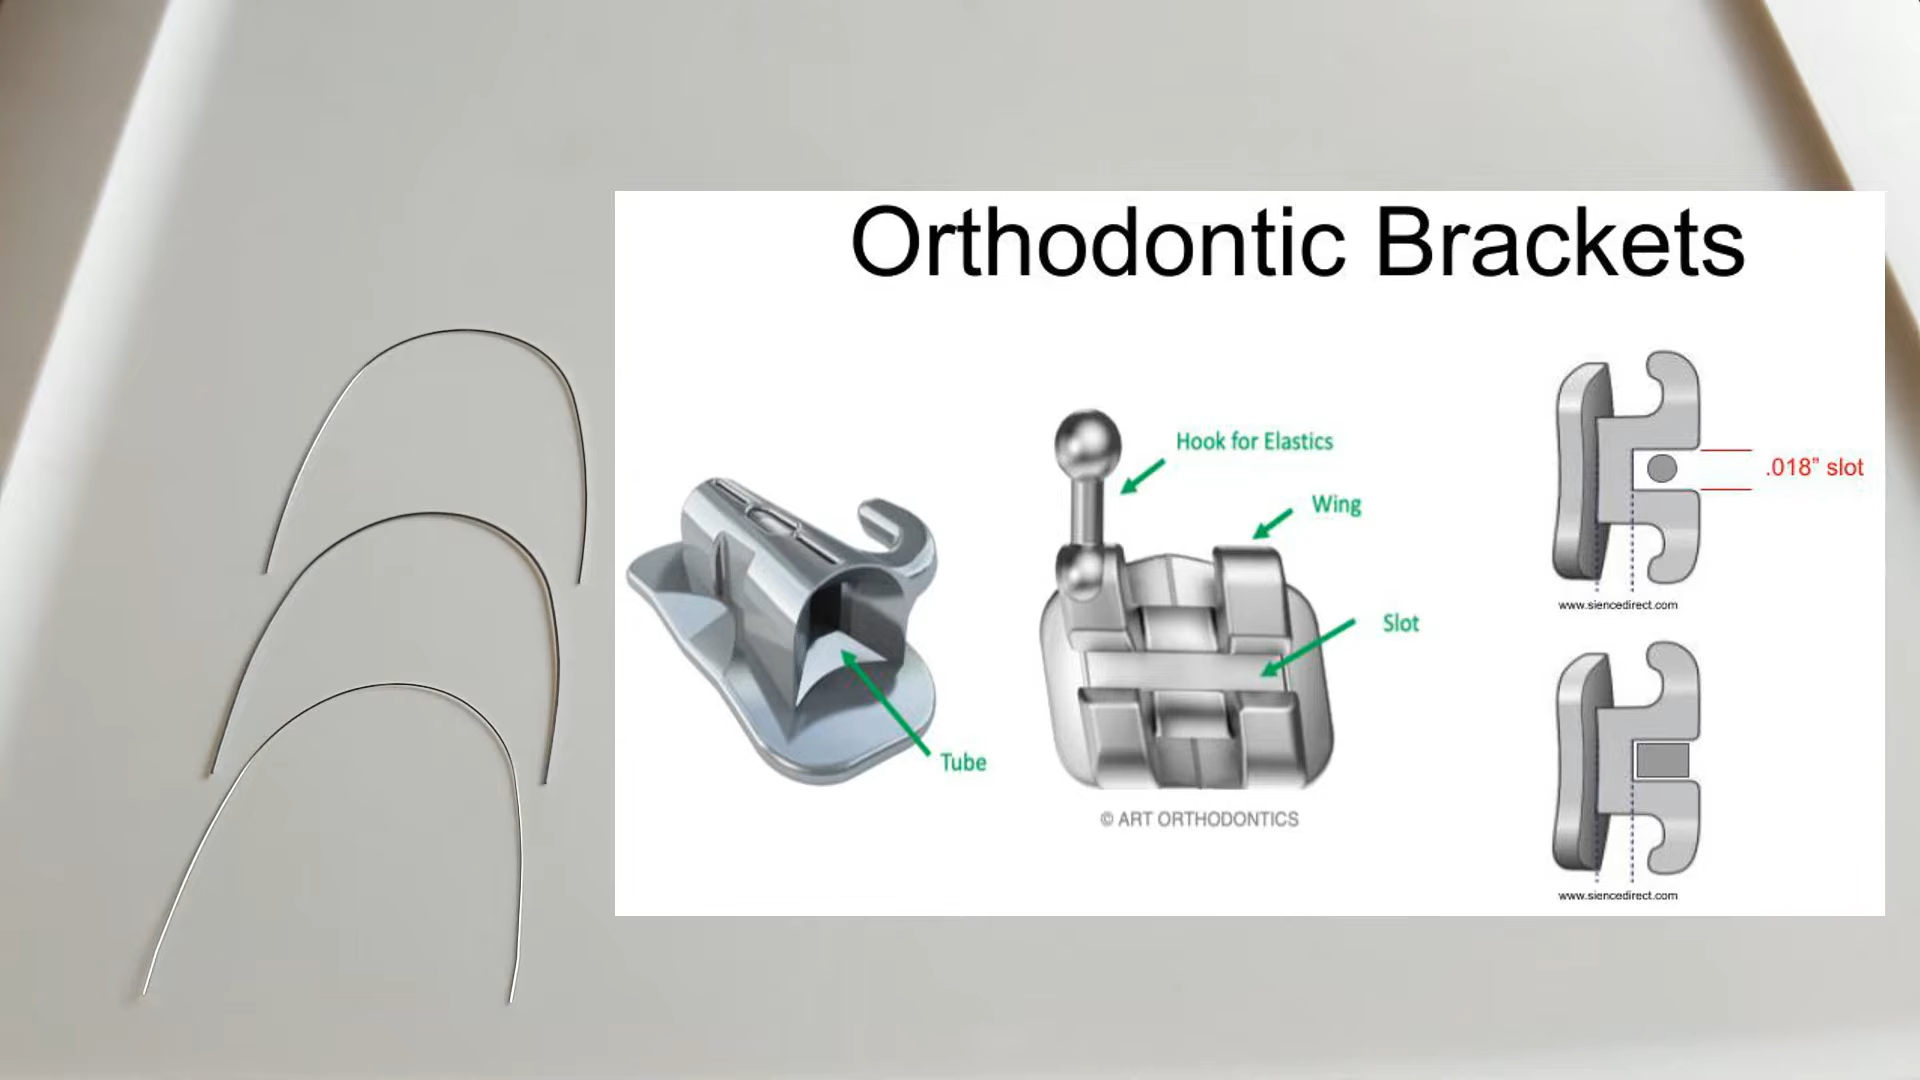 Orthodontic Brackets
Hook for Elastics
Wing
.018” slot
Slot
www.siencedirect.com
Tube
© ART ORTHODONTICS
www.siencedirect.com